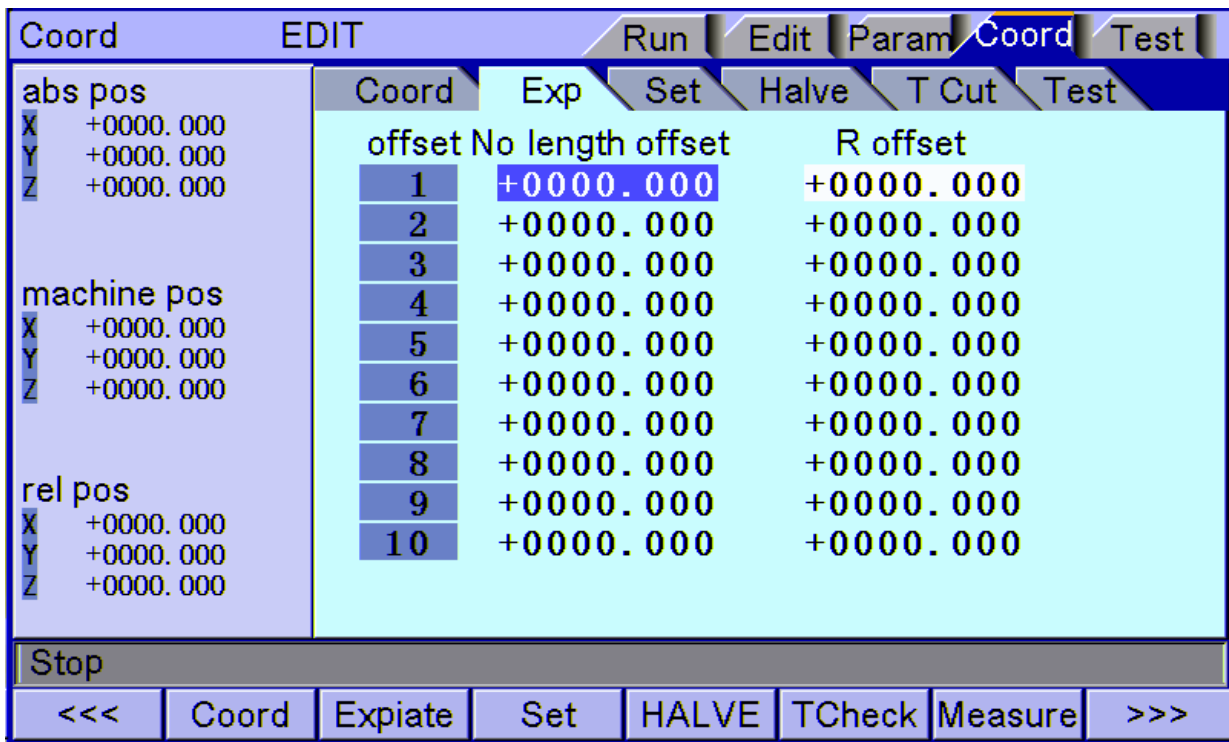 Coord EDIT Run Edit Param Coord Test
Coord Exp Set Halve T Cut Test
abs pos
X +0000.000
Y +0000.000
Z +0000.000
machine pos
X +0000.000
Y +0000.000
Z +0000.000
rel pos
X +0000.000
Y +0000.000
Z +0000.000
offset No length offset R offset
1 +0000.000 +0000.000
2 +0000.000 +0000.000
3 +0000.000 +0000.000
4 +0000.000 +0000.000
5 +0000.000 +0000.000
6 +0000.000 +0000.000
7 +0000.000 +0000.000
8 +0000.000 +0000.000
9 +0000.000 +0000.000
10 +0000.000 +0000.000
Stop
<<< Coord Expiate Set HALVE TCheck Measure >>>